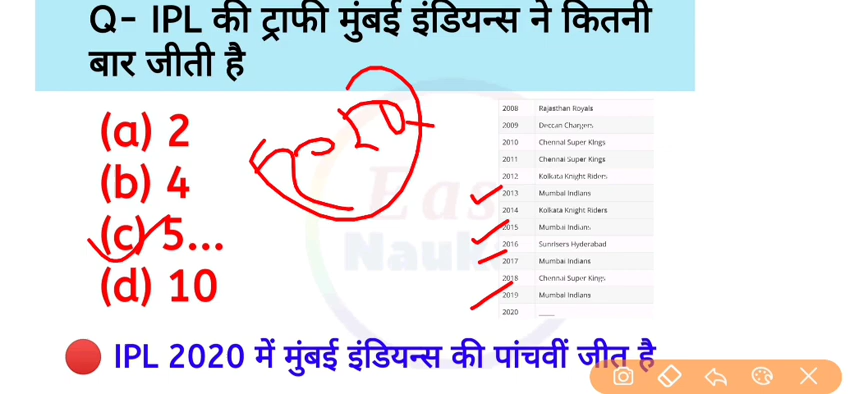 Q- IPL की ट्राफी मुंबई इंडियन्स ने कितनी
बार जीती है
(a) 2
(b) 4
(c) 5...
(d) 10
2008 Rajasthan Royals
2009 Deccan Chargers
2010 Chennai Super Kings
2011 Chennai Super Kings
2012 Kolkata Knight Riders
2013 Mumbai Indians
2014 Kolkata Knight Riders
2015 Mumbai Indians
2016 Sunrisers Hyderabad
2017 Mumbai Indians
2018 Chennai Super Kings
2019 Mumbai Indians
2020 ____
IPL 2020 में मुंबई इंडियन्स की पांचवीं जीत है